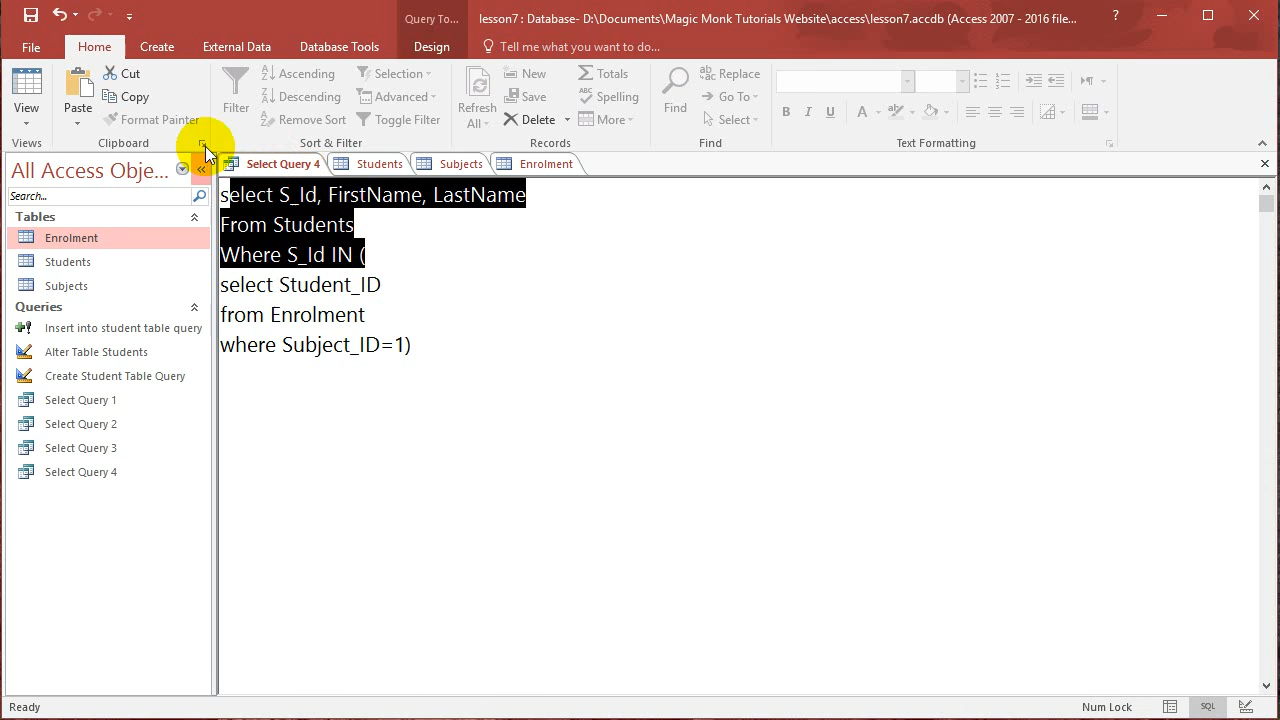 Query To...
lesson7 : Database- D:\Documents\Magic Monk Tutorials Website\access\lesson7.accdb (Access 2007 - 2016 file...
?
File Home Create External Data Database Tools Design Tell me what you want to do...
View
Views
Paste
Cut
Copy
Format Painter
Clipboard
Filter
Ascending
Descending
Remove Sort
Selection
Advanced
Toggle Filter
Sort & Filter
Refresh
All
New
Save
Delete
Totals
Spelling
More
Records
Find
Replace
Go To
Select
Find
B I U A
Text Formatting
All Access Obje...
Search...
Tables
Enrolment
Students
Subjects
Queries
Insert into student table query
Alter Table Students
Create Student Table Query
Select Query 1
Select Query 2
Select Query 3
Select Query 4
Select Query 4 Students Subjects Enrolment
select S_Id, FirstName, LastName
From Students
Where S_Id IN (
select Student_ID
from Enrolment
where Subject_ID=1)
Ready
Num Lock
SQL